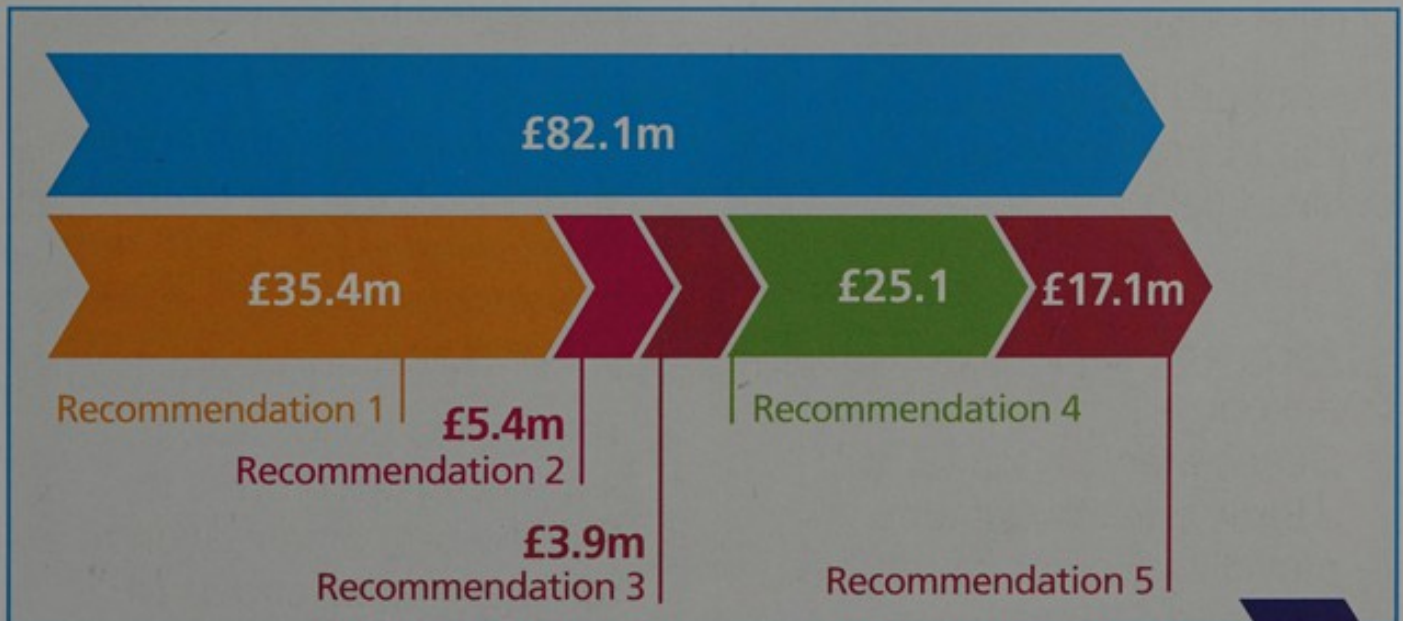 £82.1m
£35.4m
£25.1
£17.1m
Recommendation 1
£5.4m
Recommendation 2
Recommendation 4
£3.9m
Recommendation 3
Recommendation 5